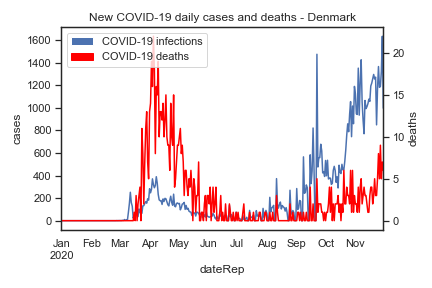 New COVID-19 daily cases and deaths - Denmark
COVID-19 infections
COVID-19 deaths
1600
1400
1200
1000
800
600
400
200
0
cases
20
15
10
5
0
deaths
Jan Feb Mar Apr May Jun Jul Aug Sep Oct Nov
2020
dateRep